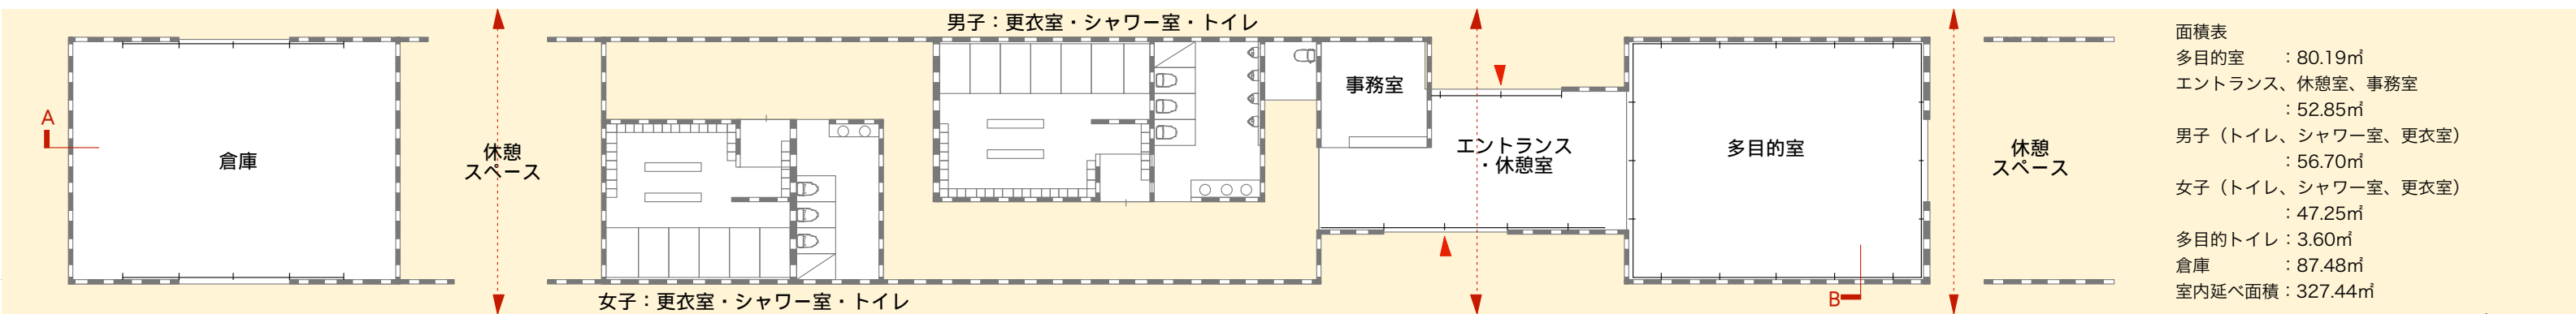 男子：更衣室・シャワー室・トイレ
A
倉庫
休憩
スペース
事務室
エントランス
・休憩室
多目的室
休憩
スペース
B
女子：更衣室・シャワー室・トイレ
面積表
多目的室　　：80.19㎡
エントランス、休憩室、事務室
：52.85㎡
男子（トイレ、シャワー室、更衣室）
：56.70㎡
女子（トイレ、シャワー室、更衣室）
：47.25㎡
多目的トイレ：3.60㎡
倉庫　　　　：87.48㎡
室内延べ面積：327.44㎡